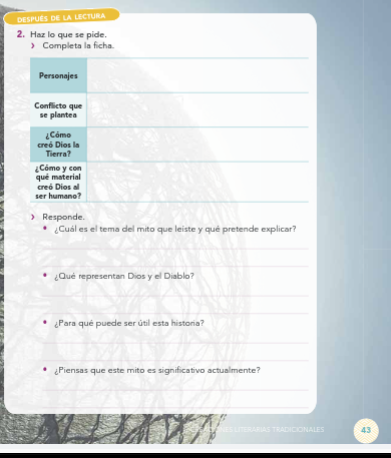 DESPUÉS DE LA LECTURA
2. Haz lo que se pide.
› Completa la ficha.
Personajes
Conflicto que
se plantea
¿Cómo
creó Dios la
Tierra?
¿Cómo y con
qué material
creó Dios al
ser humano?
› Responde.
• ¿Cuál es el tema del mito que leíste y qué pretende explicar?
• ¿Qué representan Dios y el Diablo?
• ¿Para qué puede ser útil esta historia?
• ¿Piensas que este mito es significativo actualmente?
LITERARIAS TRADICIONALES
43